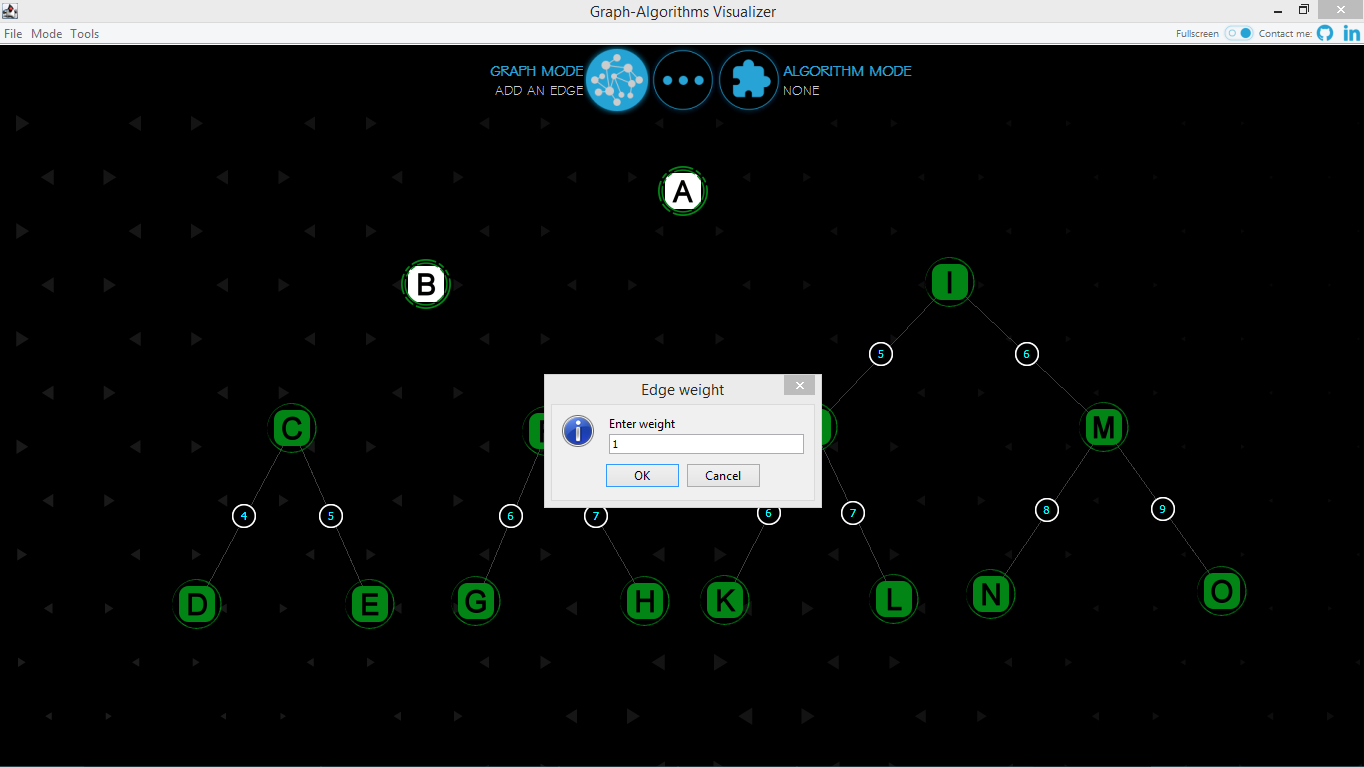 Graph-Algorithms Visualizer
File Mode Tools
Fullscreen Contact me: in
GRAPH MODE
ADD AN EDGE
ALGORITHM MODE
NONE
A
B
I
5
6
Edge weight
Enter weight
1
OK
Cancel
C
M
4
5
6
7
6
7
8
9
D
E
G
H
K
L
N
O